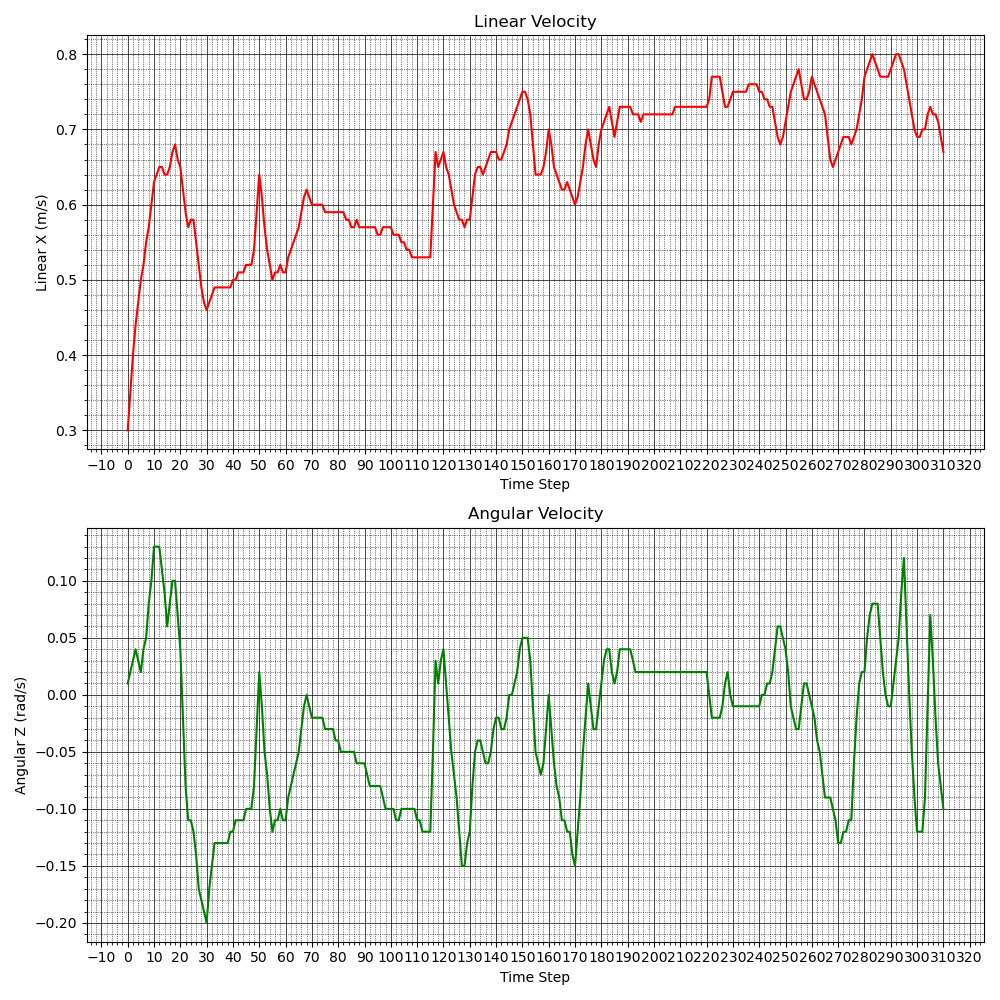 Linear Velocity
0.8
0.7
0.6
0.5
0.4
0.3
Linear X (m/s)
−10 0 10 20 30 40 50 60 70 80 90 100 110 120 130 140 150 160 170 180 190 200 210 220 230 240 250 260 270 280 290 300 310 320
Time Step
Angular Velocity
0.10
0.05
0.00
−0.05
−0.10
−0.15
−0.20
Angular Z (rad/s)
−10 0 10 20 30 40 50 60 70 80 90 100 110 120 130 140 150 160 170 180 190 200 210 220 230 240 250 260 270 280 290 300 310 320
Time Step